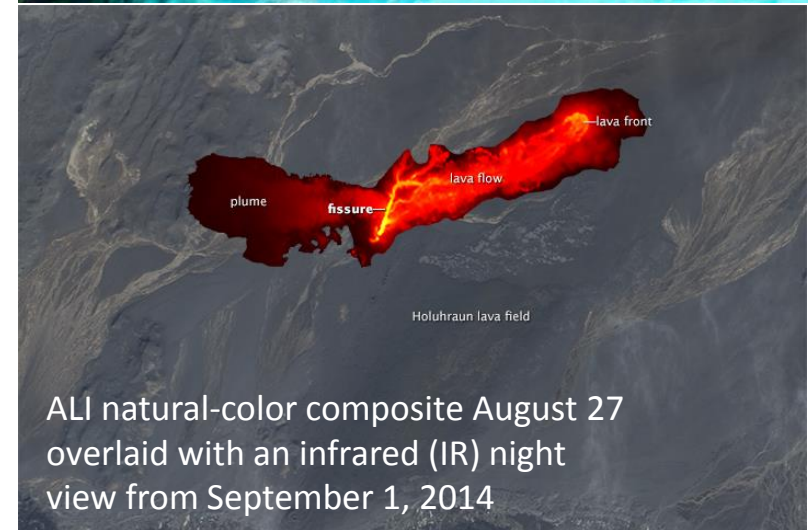 lava front
lava flow
plume
fissure
Holuhraun lava field
ALI natural-color composite August 27
overlaid with an infrared (IR) night
view from September 1, 2014